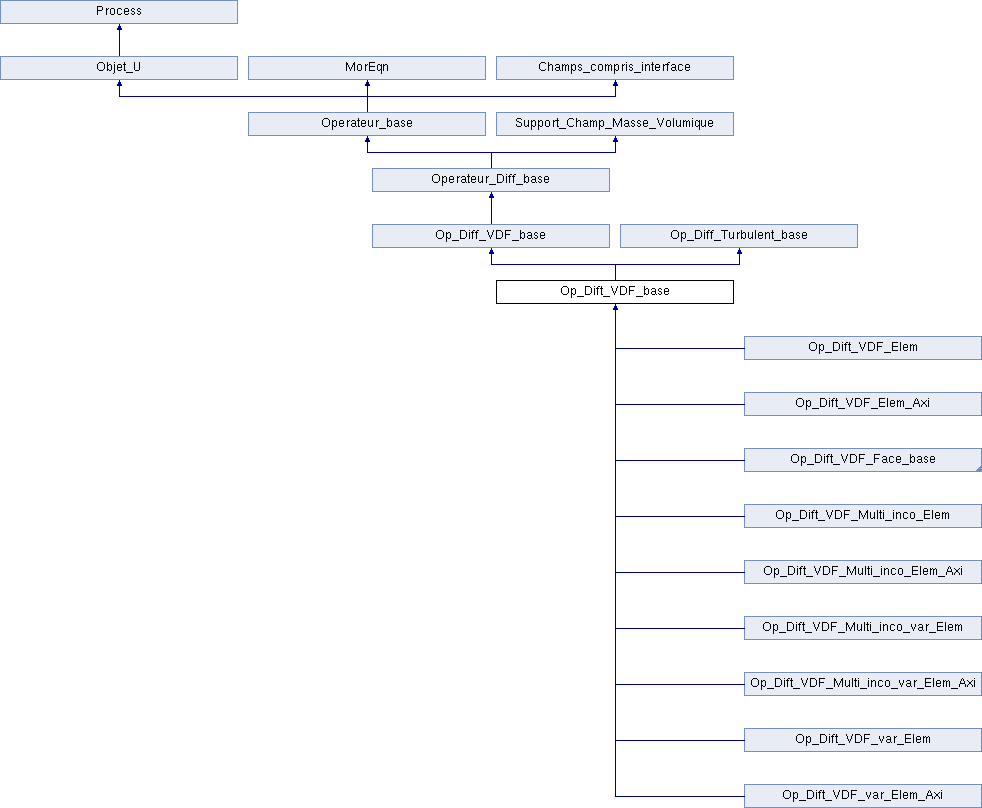 Process
Objet_U
MorEqn
Champs_compris_interface
Operateur_base
Support_Champ_Masse_Volumique
Operateur_Diff_base
Op_Diff_VDF_base
Op_Diff_Turbulent_base
Op_Dift_VDF_base
Op_Dift_VDF_Elem
Op_Dift_VDF_Elem_Axi
Op_Dift_VDF_Face_base
Op_Dift_VDF_Multi_inco_Elem
Op_Dift_VDF_Multi_inco_Elem_Axi
Op_Dift_VDF_Multi_inco_var_Elem
Op_Dift_VDF_Multi_inco_var_Elem_Axi
Op_Dift_VDF_var_Elem
Op_Dift_VDF_var_Elem_Axi